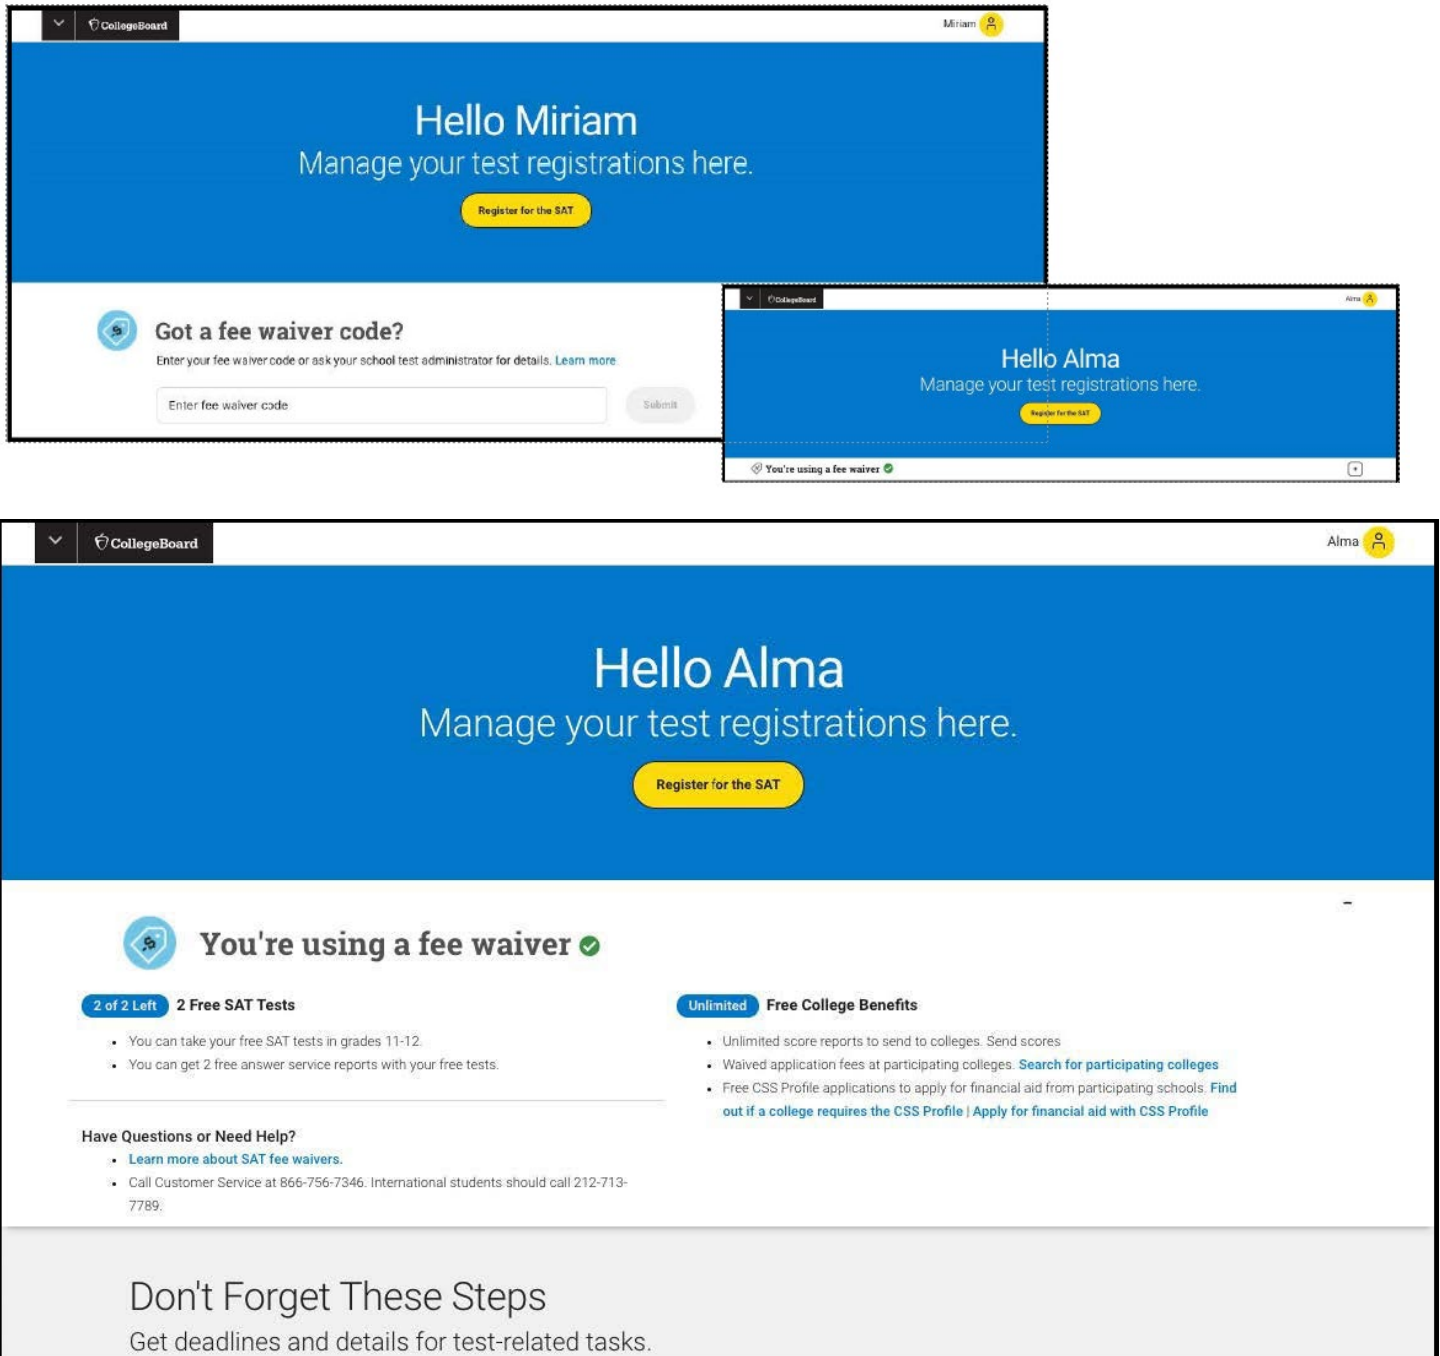 CollegeBoard
Miriam
Hello Miriam
Manage your test registrations here.
Register for the SAT
Got a fee waiver code?
Enter your fee waiver code or ask your school test administrator for details. Learn more
Enter fee waiver code
Submit
CollegeBoard
Alma
Hello Alma
Manage your test registrations here.
Register for the SAT
You're using a fee waiver
CollegeBoard
Alma
Hello Alma
Manage your test registrations here.
Register for the SAT
You're using a fee waiver
2 of 2 Left 2 Free SAT Tests
• You can take your free SAT tests in grades 11-12.
• You can get 2 free answer service reports with your free tests.
Have Questions or Need Help?
• Learn more about SAT fee waivers.
• Call Customer Service at 866-756-7346. International students should call 212-713-
7789.
Unlimited Free College Benefits
• Unlimited score reports to send to colleges. Send scores
• Waived application fees at participating colleges. Search for participating colleges
• Free CSS Profile applications to apply for financial aid from participating schools. Find
out if a college requires the CSS Profile | Apply for financial aid with CSS Profile
Don't Forget These Steps
Get deadlines and details for test-related tasks.